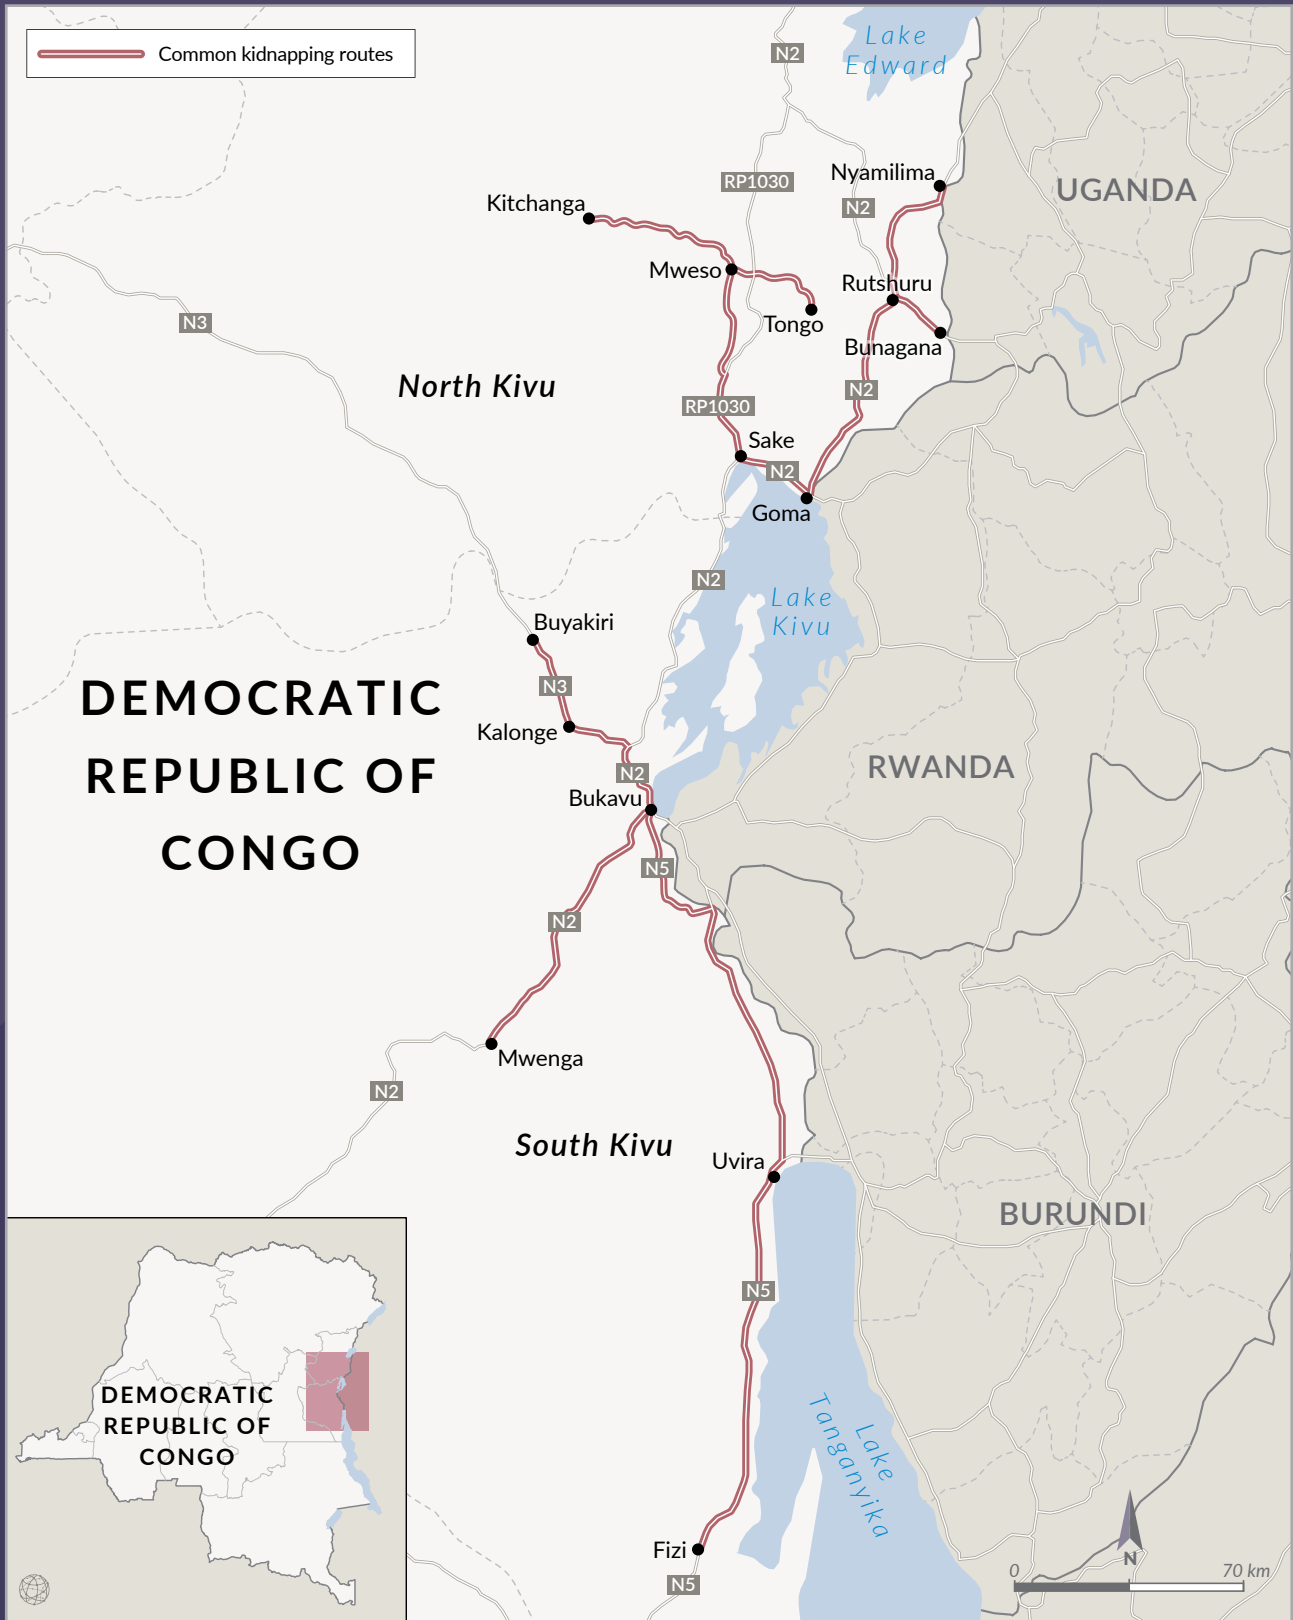 Common kidnapping routes
N2
Lake
Edward
Nyamilima
RP1030
UGANDA
Kitchanga
N2
Mweso
Rutshuru
Tongo
N3
Bunagana
North Kivu
N2
RP1030
Sake
N2
Goma
N2
Lake
Kivu
Buyakiri
N3
DEMOCRATIC
REPUBLIC OF
CONGO
Kalonge
RWANDA
N2
Bukavu
N5
N2
Mwenga
N2
South Kivu
Uvira
BURUNDI
N5
DEMOCRATIC
REPUBLIC OF
CONGO
Lake
Tanganyika
Fizi
N5
N
0 70 km